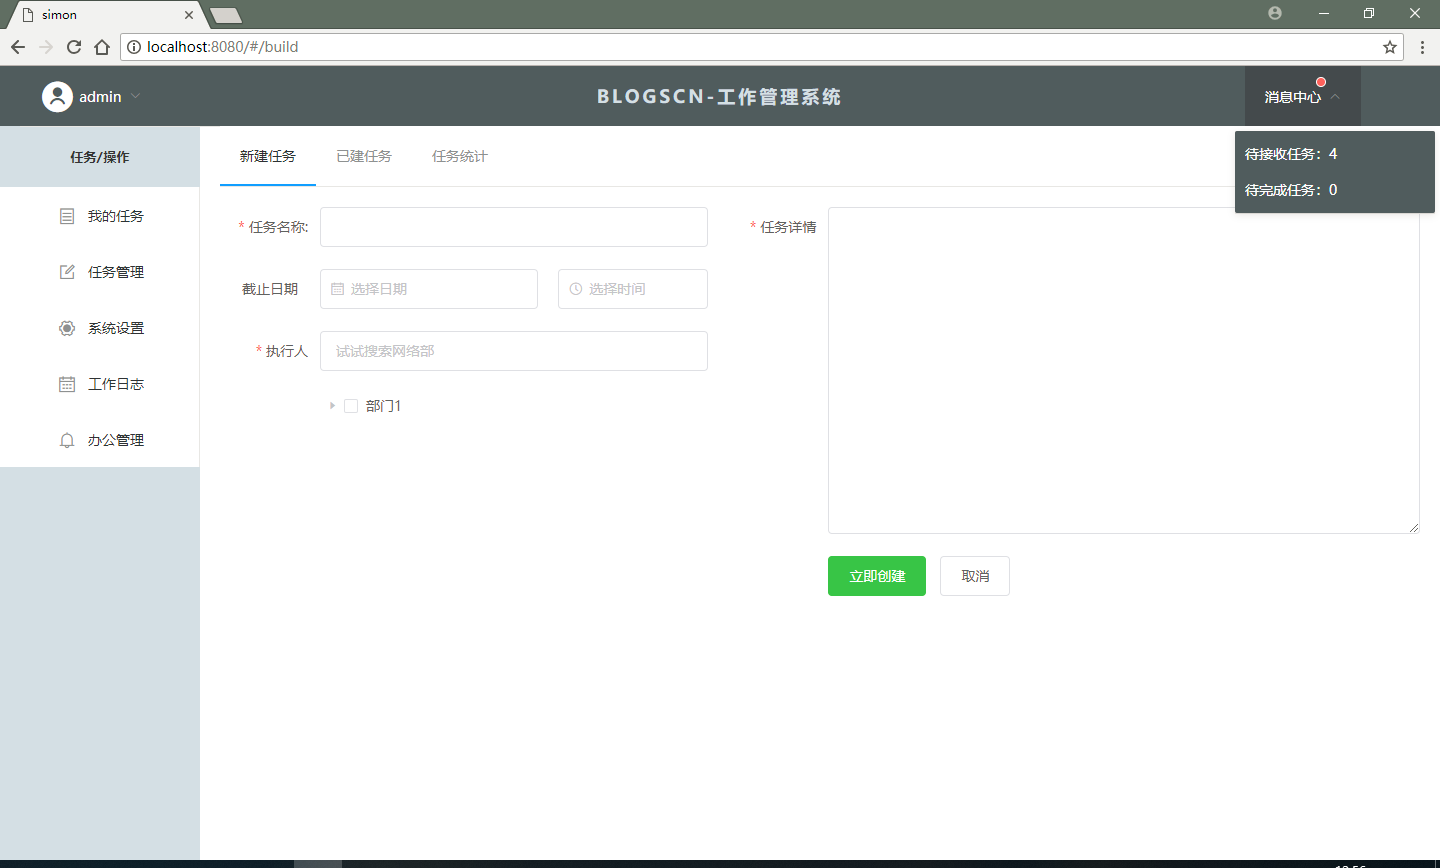 simon
localhost:8080/#/build
admin
BLOGSCN-工作管理系统
消息中心
待接收任务：4
待完成任务：0
任务/操作
我的任务
任务管理
系统设置
工作日志
办公管理
新建任务 已建任务 任务统计
* 任务名称:
截止日期 选择日期 选择时间
* 执行人 试试搜索网络部
部门1
* 任务详情
立即创建 取消